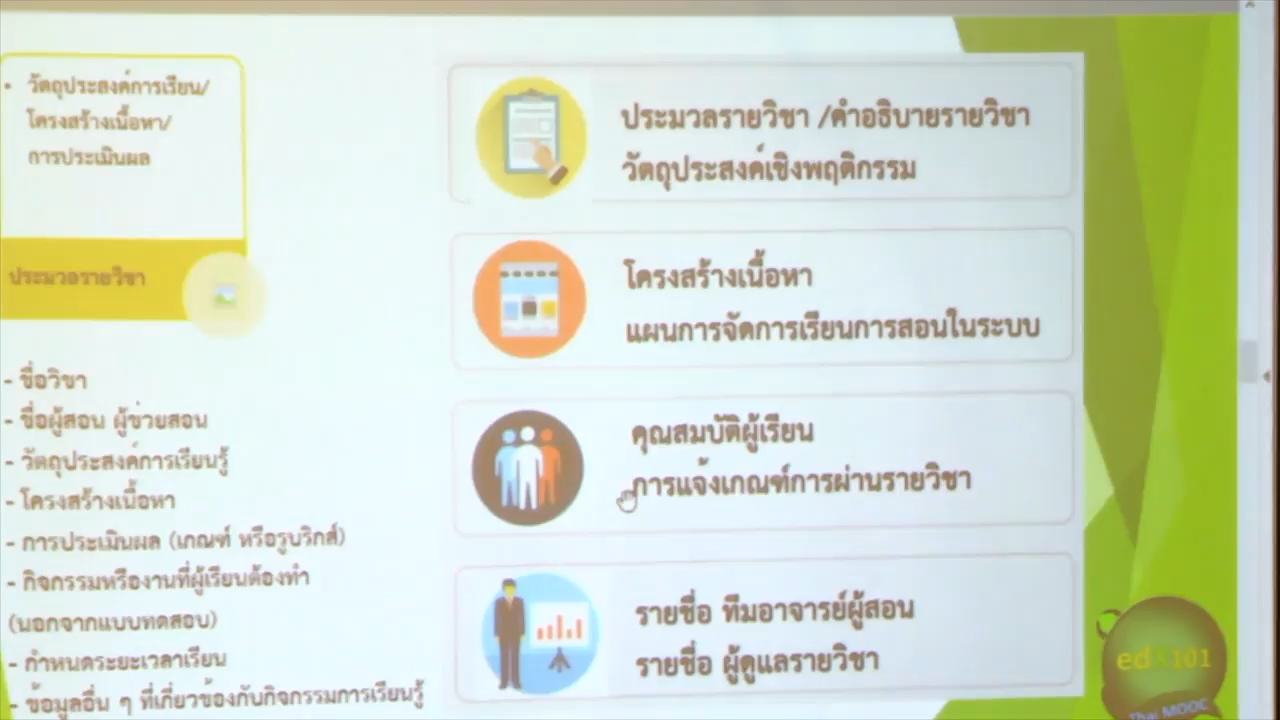 • วัตถุประสงค์การเรียน/
โครงสร้างเนื้อหา/
การประเมินผล
ประมวลรายวิชา
- ชื่อวิชา
- ชื่อผู้สอน ผู้ช่วยสอน
- วัตถุประสงค์การเรียนรู้
- โครงสร้างเนื้อหา
- การประเมินผล (เกณฑ์ หรือรูบริกส์)
- กิจกรรมหรืองานที่ผู้เรียนต้องทำ
(นอกจากแบบทดสอบ)
- กำหนดระยะเวลาเรียน
- ข้อมูลอื่น ๆ ที่เกี่ยวข้องกับกิจกรรมการเรียนรู้
ประมวลรายวิชา /คำอธิบายรายวิชา
วัตถุประสงค์เชิงพฤติกรรม
โครงสร้างเนื้อหา
แผนการจัดการเรียนการสอนในระบบ
คุณสมบัติผู้เรียน
การแจ้งเกณฑ์การผ่านรายวิชา
รายชื่อ ทีมอาจารย์ผู้สอน
รายชื่อ ผู้ดูแลรายวิชา
edX101
Thai MOOC